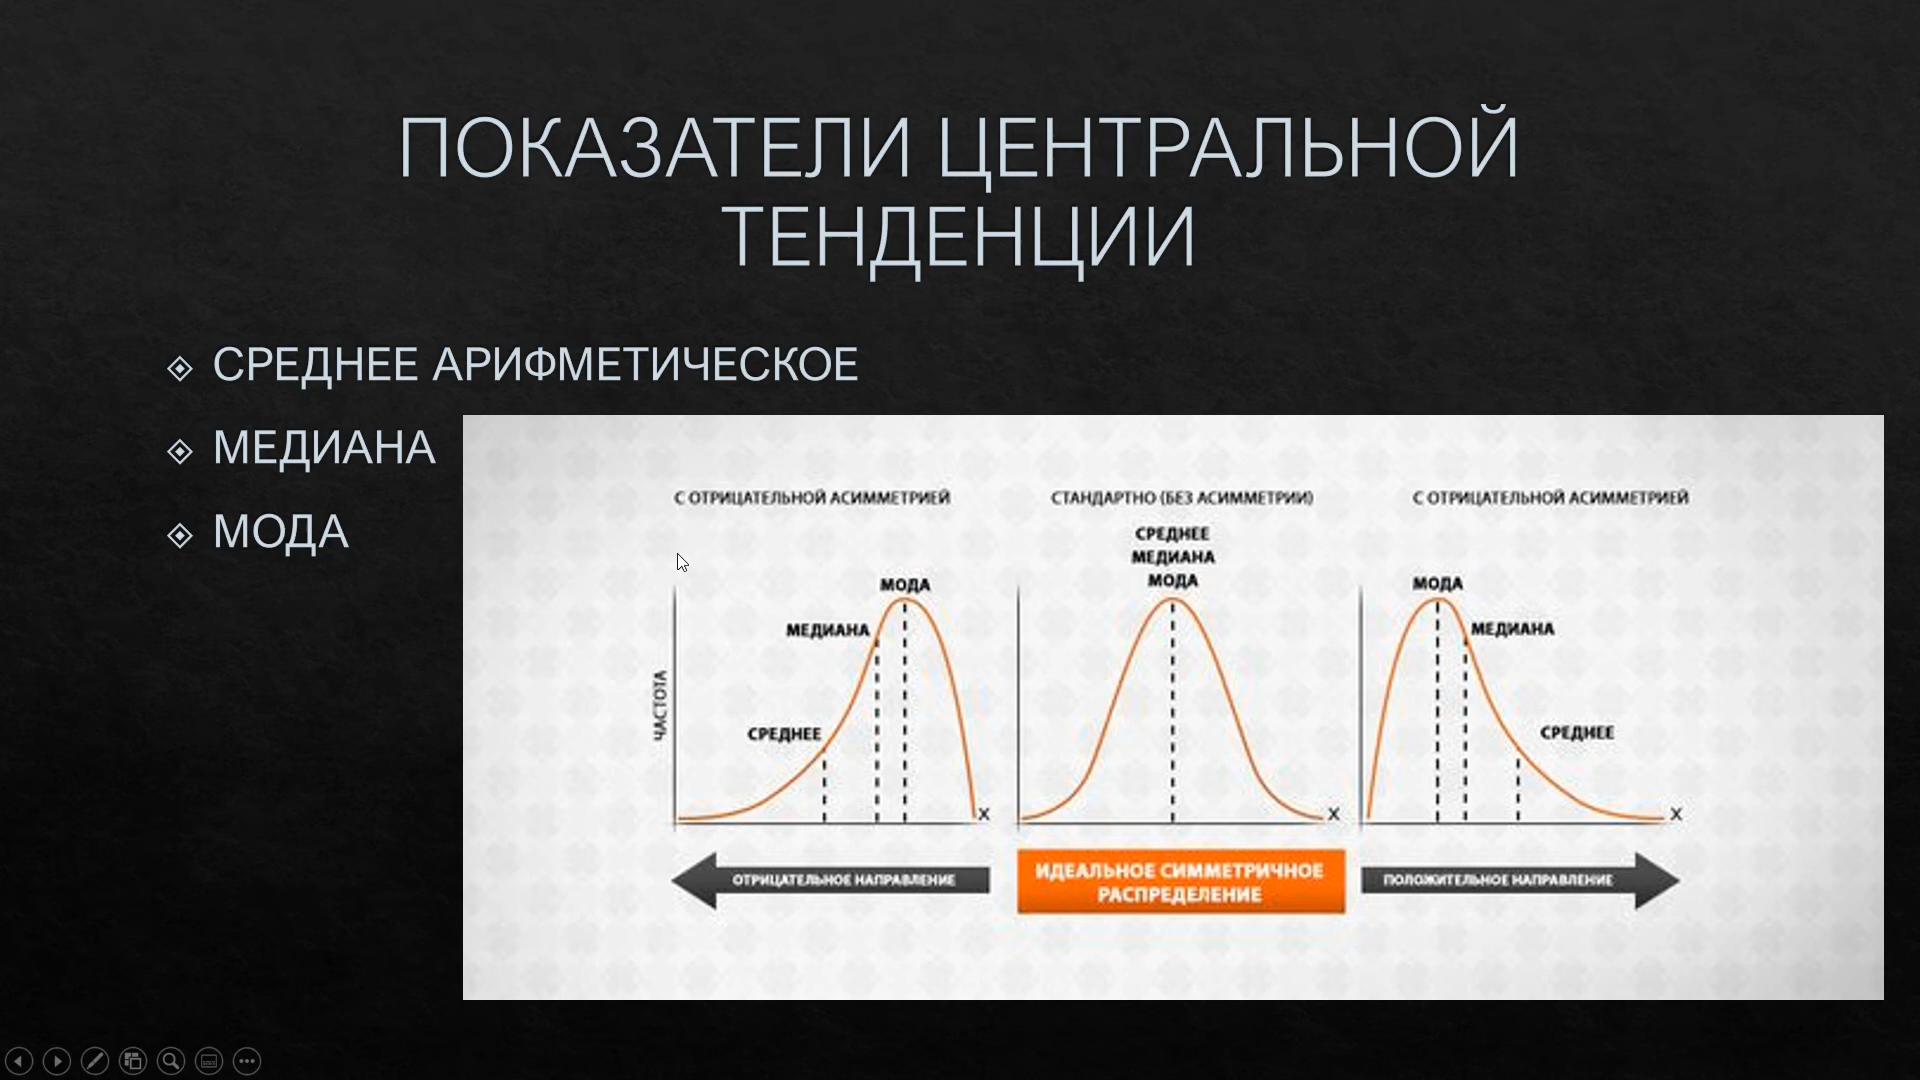 ПОКАЗАТЕЛИ ЦЕНТРАЛЬНОЙ
ТЕНДЕНЦИИ
СРЕДНЕЕ АРИФМЕТИЧЕСКОЕ
МЕДИАНА
МОДА
С ОТРИЦАТЕЛЬНОЙ АСИММЕТРИЕЙ
МОДА
МЕДИАНА
СРЕДНЕЕ
ЧАСТОТА
X
СТАНДАРТНО (БЕЗ АСИММЕТРИИ)
СРЕДНЕЕ
МЕДИАНА
МОДА
X
С ОТРИЦАТЕЛЬНОЙ АСИММЕТРИЕЙ
МОДА
МЕДИАНА
СРЕДНЕЕ
X
ОТРИЦАТЕЛЬНОЕ НАПРАВЛЕНИЕ
ИДЕАЛЬНОЕ СИММЕТРИЧНОЕ
РАСПРЕДЕЛЕНИЕ
ПОЛОЖИТЕЛЬНОЕ НАПРАВЛЕНИЕ